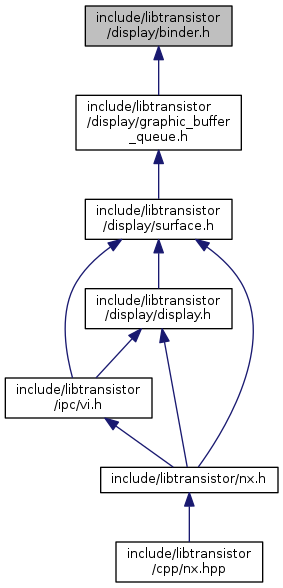 include/libtransistor
/display/binder.h
include/libtransistor
/display/graphic_buffer
_queue.h
include/libtransistor
/display/surface.h
include/libtransistor
/display/display.h
include/libtransistor
/ipc/vi.h
include/libtransistor/nx.h
include/libtransistor
/cpp/nx.hpp